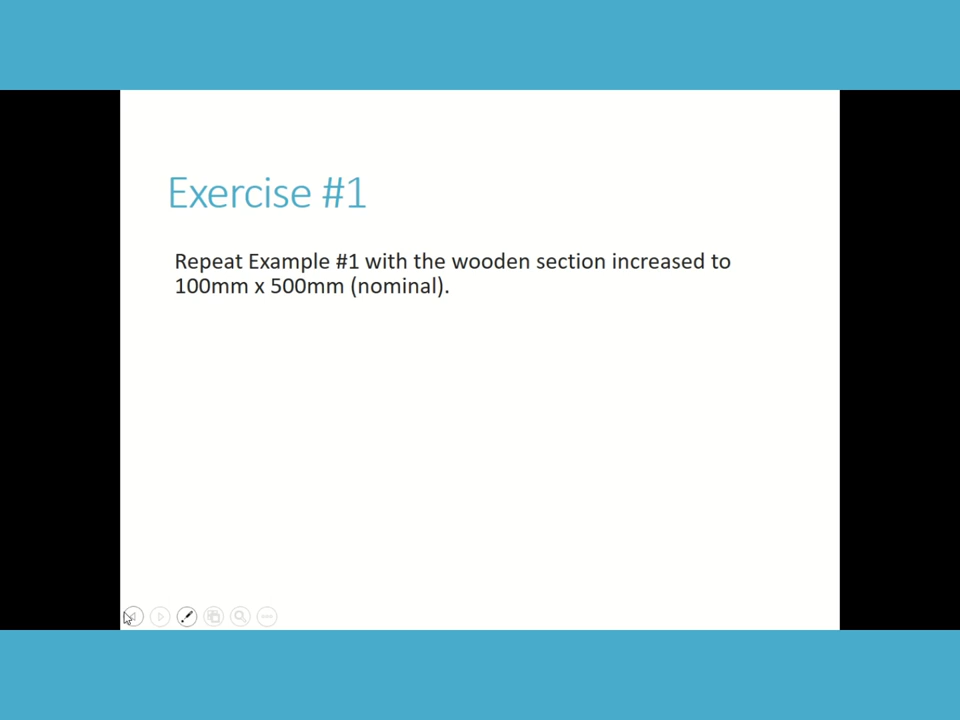 Exercise #1
Repeat Example #1 with the wooden section increased to
100mm x 500mm (nominal).